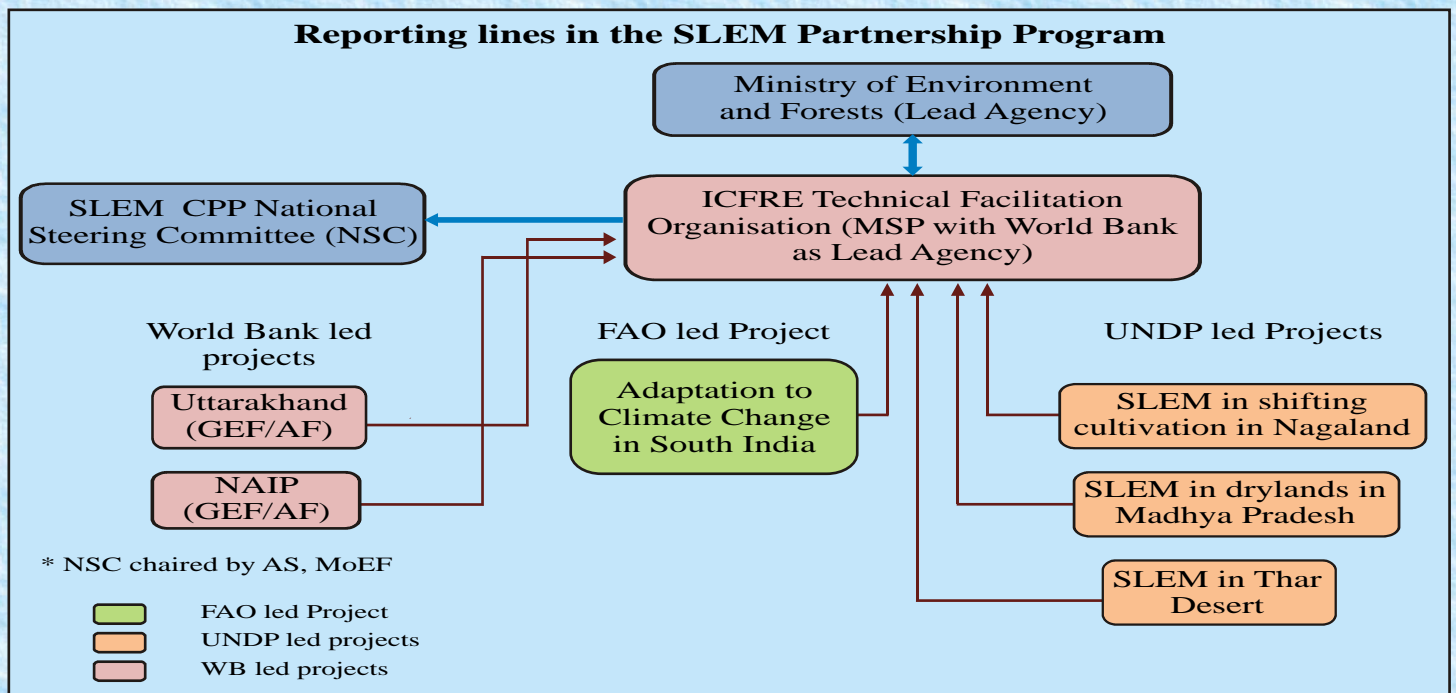 Reporting lines in the SLEM Partnership Program
Ministry of Environment
and Forests (Lead Agency)
SLEM CPP National
Steering Committee (NSC)
ICFRE Technical Facilitation
Organisation (MSP with World Bank
as Lead Agency)
World Bank led
projects
FAO led Project
UNDP led Projects
Uttarakhand
(GEF/AF)
NAIP
(GEF/AF)
Adaptation to
Climate Change
in South India
SLEM in shifting
cultivation in Nagaland
SLEM in drylands in
Madhya Pradesh
SLEM in Thar
Desert
* NSC chaired by AS, MoEF
FAO led Project
UNDP led projects
WB led projects